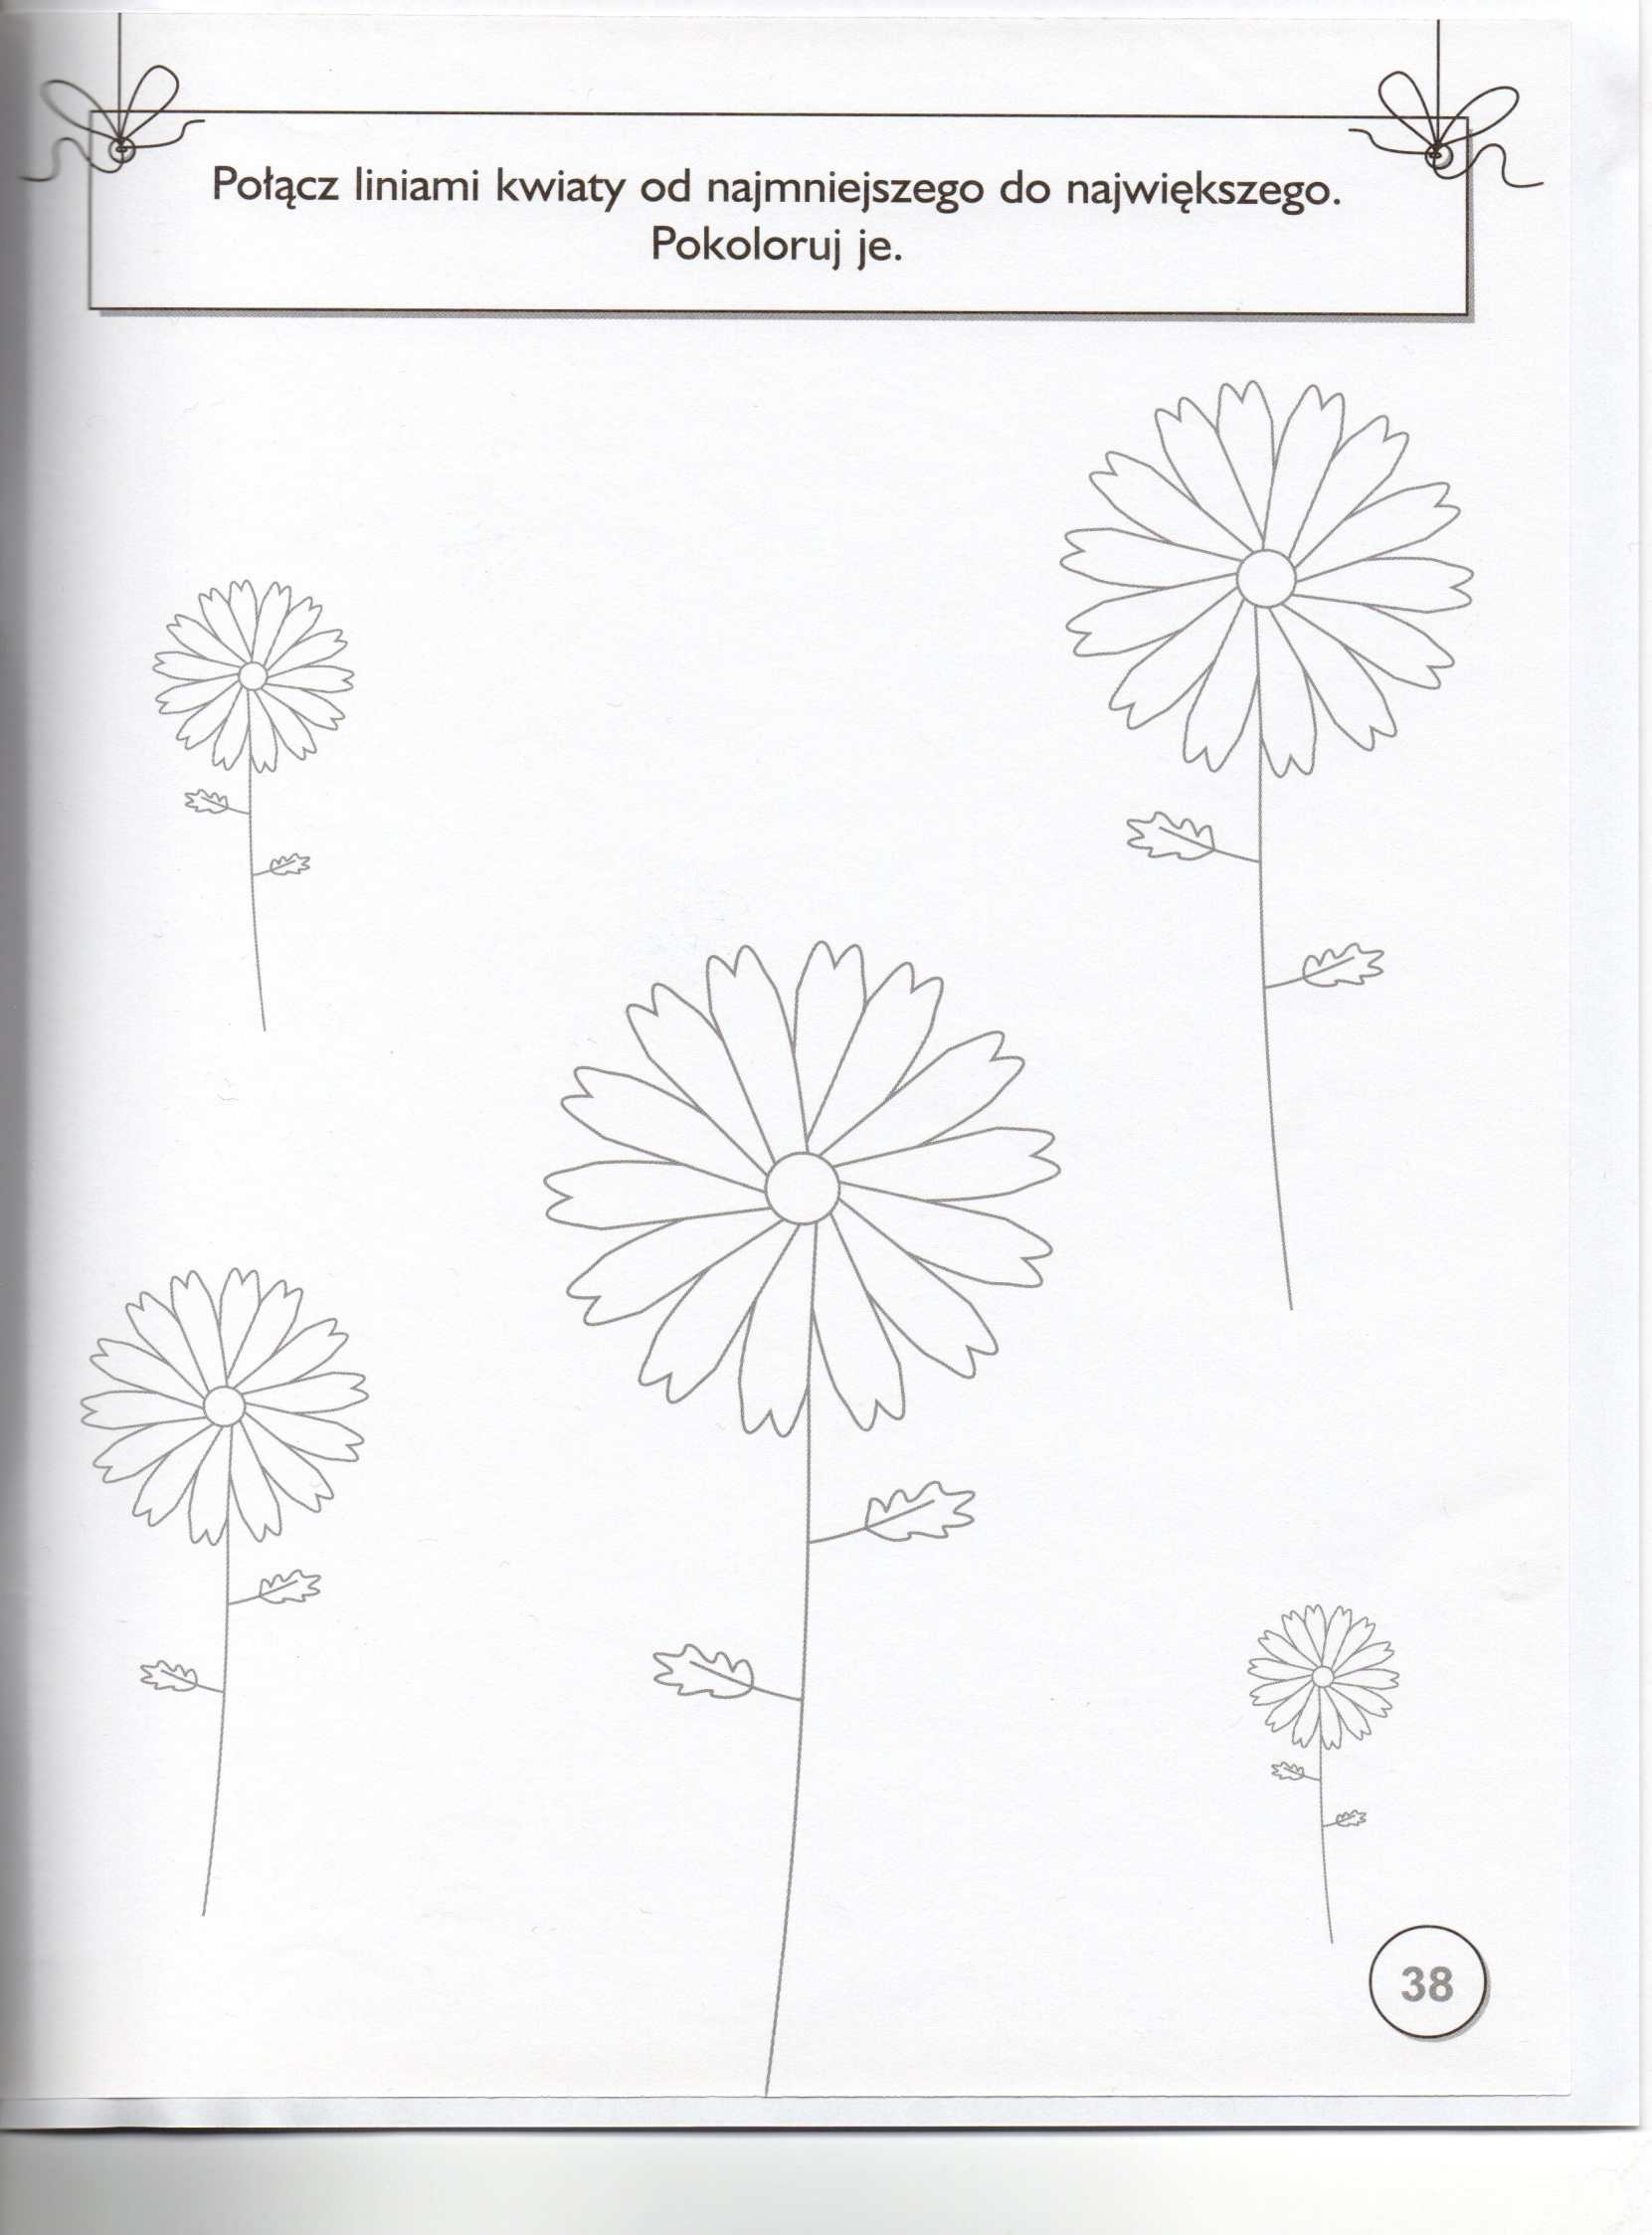 Połącz liniami kwiaty od najmniejszego do największego.
Pokoloruj je.
38